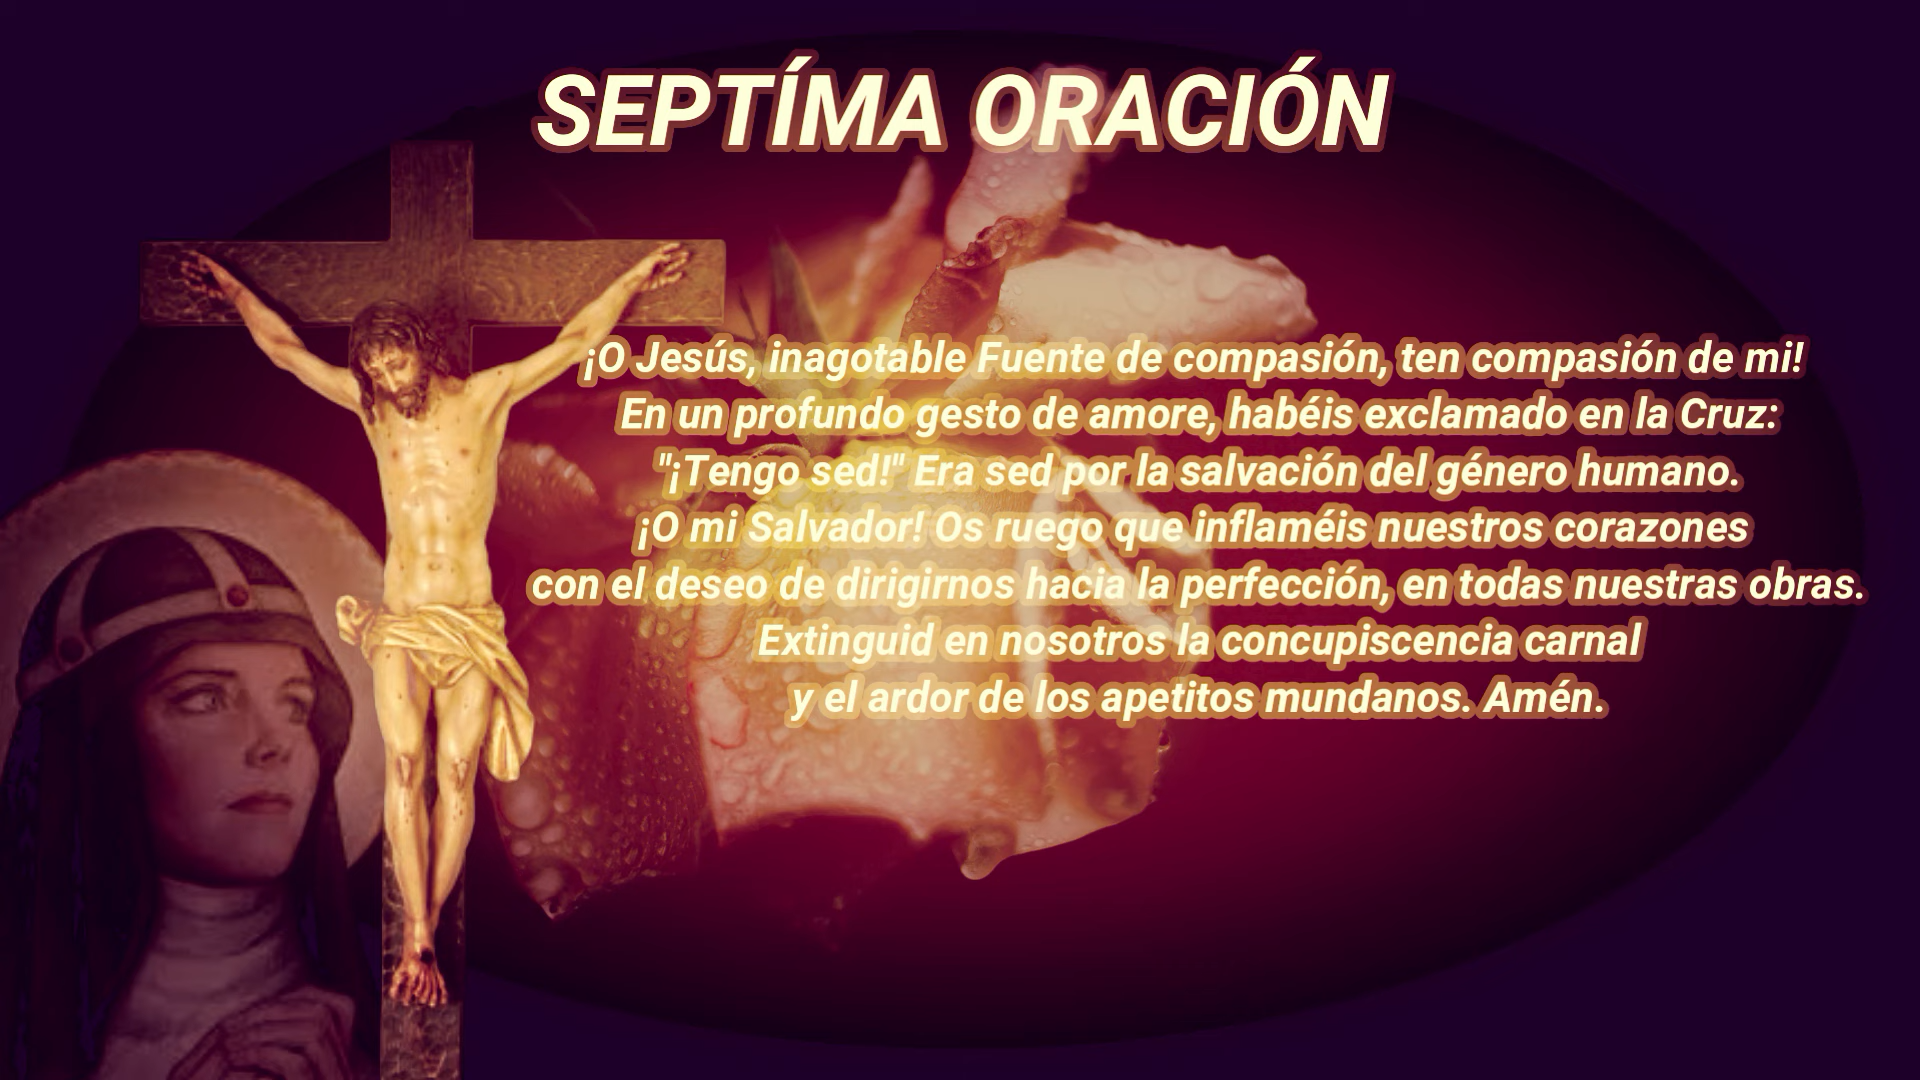 SEPTÍMA ORACIÓN
¡O Jesús, inagotable Fuente de compasión, ten compasión de mi!
En un profundo gesto de amore, habéis exclamado en la Cruz:
"¡Tengo sed!" Era sed por la salvación del género humano.
¡O mi Salvador! Os ruego que inflaméis nuestros corazones
con el deseo de dirigirnos hacia la perfección, en todas nuestras obras.
Extinguid en nosotros la concupiscencia carnal
y el ardor de los apetitos mundanos. Amén.